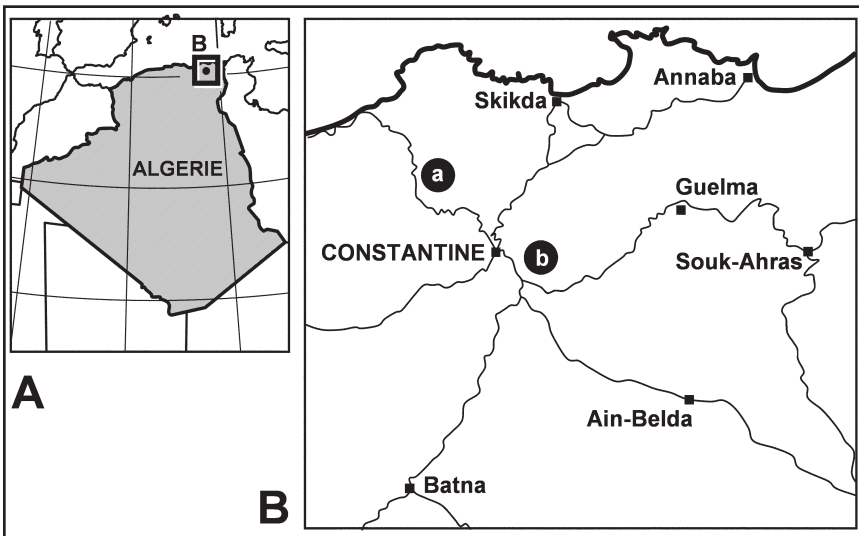 B
ALGERIE
A
Annaba
Skikda
a
Guelma
CONSTANTINE
b
Souk-Ahras
Ain-Belda
Batna
B